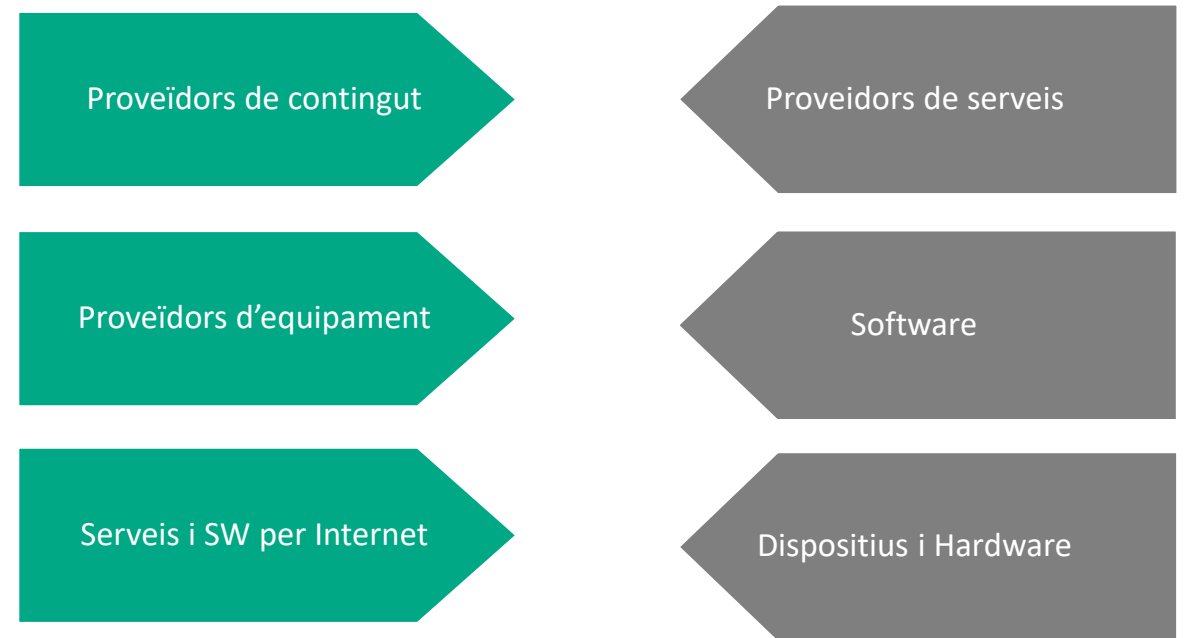 Proveïdors de contingut
Proveidors de serveis
Proveïdors d’equipament
Software
Serveis i SW per Internet
Dispositius i Hardware